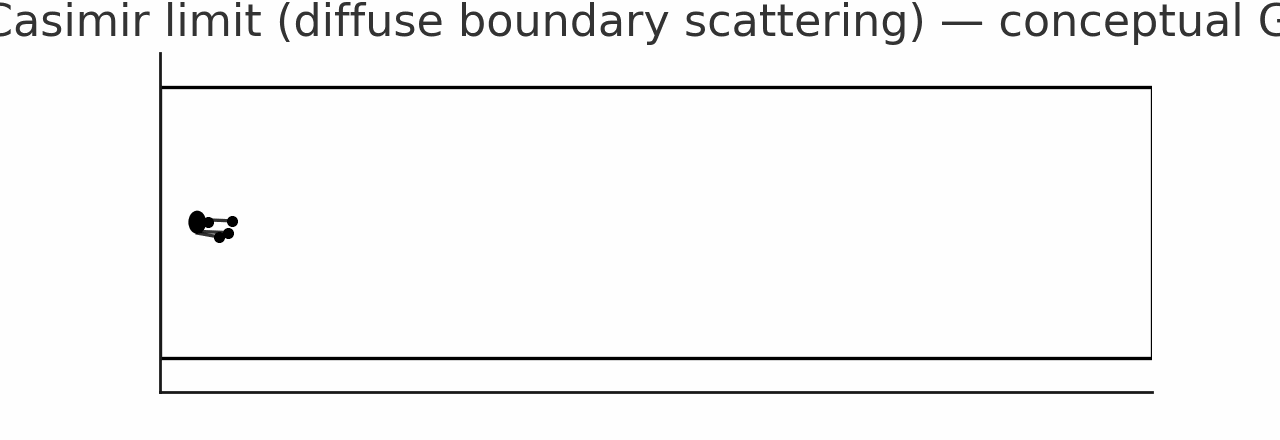 Casimir limit (diffuse boundary scattering) — conceptual G